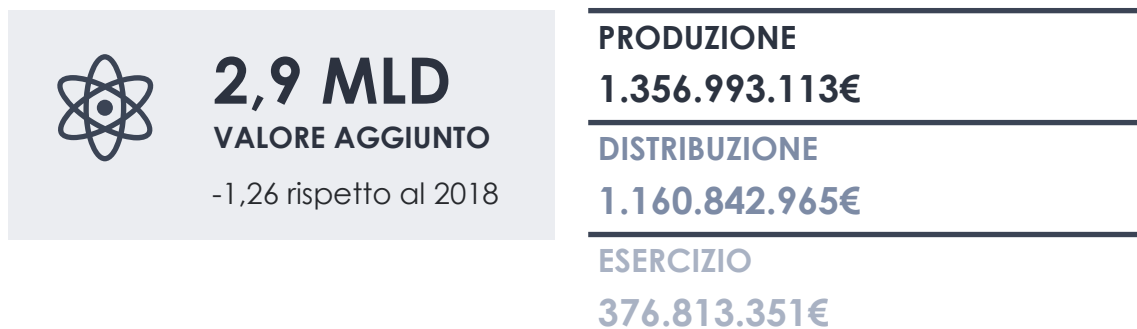 2,9 MLD
VALORE AGGIUNTO
-1,26 rispetto al 2018
PRODUZIONE
1.356.993.113€
DISTRIBUZIONE
1.160.842.965€
ESERCIZIO
376.813.351€